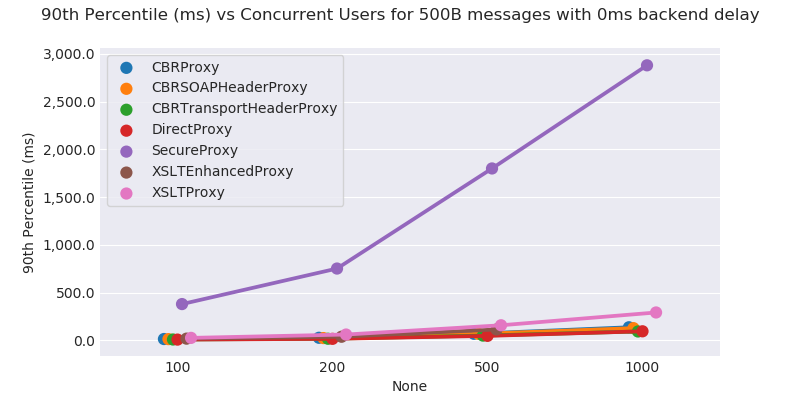 90th Percentile (ms) vs Concurrent Users for 500B messages with 0ms backend delay
3,000.0
2,500.0
2,000.0
1,500.0
1,000.0
500.0
0.0
90th Percentile (ms)
CBRProxy
CBRSOAPHeaderProxy
CBRTransportHeaderProxy
DirectProxy
SecureProxy
XSLTEnhancedProxy
XSLTProxy
100 200 500 1000
None